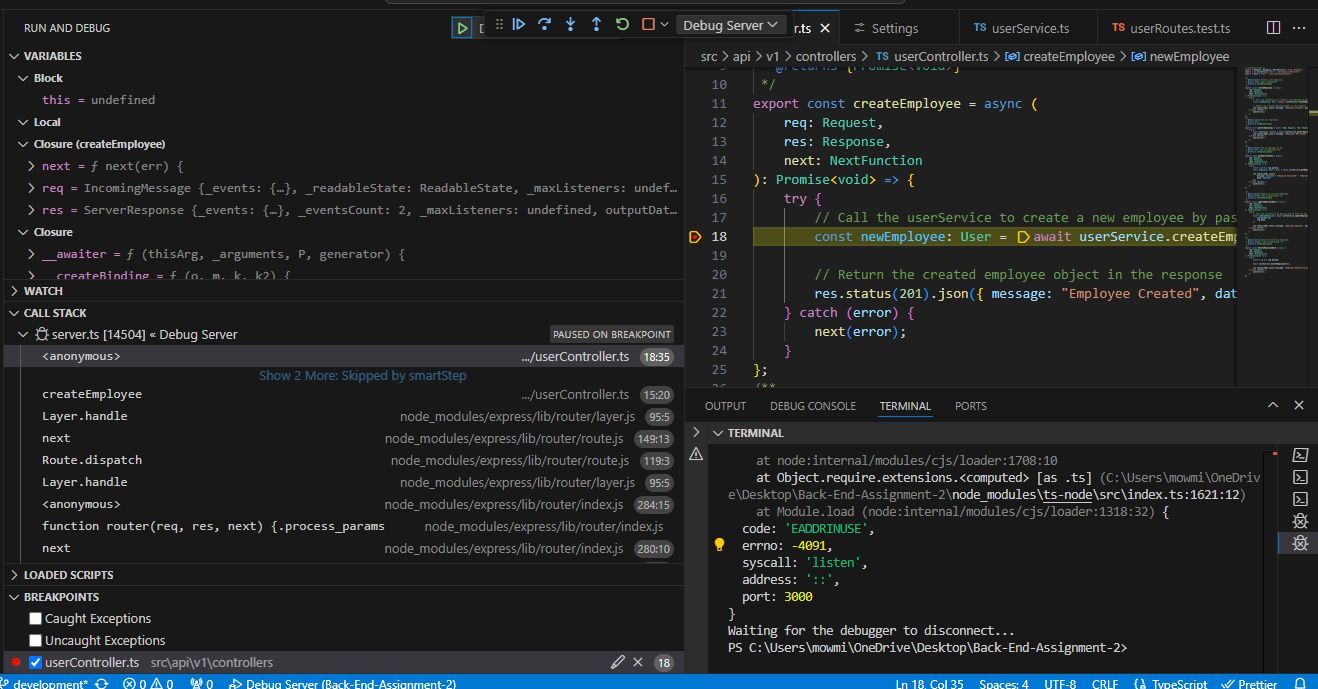 RUN AND DEBUG
Debug Server
r.ts
Settings
TS userService.ts
TS userRoutes.test.ts
VARIABLES
Block
this = undefined
Local
Closure (createEmployee)
next = ƒ next(err) {
req = IncomingMessage {_events: {…}, _readableState: ReadableState, _maxListeners: undef…
res = ServerResponse {_events: {…}, _eventsCount: 2, _maxListeners: undefined, outputDat…
Closure
__awaiter = ƒ (thisArg, _arguments, P, generator) {
__createBinding = ƒ (o, m, k, k2) {
WATCH
CALL STACK
server.ts [14504] « Debug Server PAUSED ON BREAKPOINT
<anonymous> .../userController.ts 18:35
Show 2 More: Skipped by smartStep
createEmployee .../userController.ts 15:20
Layer.handle node_modules/express/lib/router/layer.js 95:5
next node_modules/express/lib/router/route.js 149:13
Route.dispatch node_modules/express/lib/router/route.js 119:3
Layer.handle node_modules/express/lib/router/layer.js 95:5
<anonymous> node_modules/express/lib/router/index.js 284:15
function router(req, res, next) {.process_params node_modules/express/lib/router/index.js
next node_modules/express/lib/router/index.js 280:10
LOADED SCRIPTS
BREAKPOINTS
Caught Exceptions
Uncaught Exceptions
userController.ts src\api\v1\controllers 18
src > api > v1 > controllers > TS userController.ts > createEmployee > newEmployee
@returns {Promise<void>}
10 */
11 export const createEmployee = async (
12 req: Request,
13 res: Response,
14 next: NextFunction
15 ): Promise<void> => {
16 try {
17 // Call the userService to create a new employee by pas
18 const newEmployee: User = await userService.createEmp
19
20 // Return the created employee object in the response
21 res.status(201).json({ message: "Employee Created", dat
22 } catch (error) {
23 next(error);
24 }
25 };
26 /**
OUTPUT DEBUG CONSOLE TERMINAL PORTS
TERMINAL
at node:internal/modules/cjs/loader:1708:10
at Object.require.extensions.<computed> [as .ts] (C:\Users\mowmi\OneDriv
e\Desktop\Back-End-Assignment-2\node_modules\ts-node\src\index.ts:1621:12)
at Module.load (node:internal/modules/cjs/loader:1318:32) {
code: 'EADDRINUSE',
errno: -4091,
syscall: 'listen',
address: '::',
port: 3000
}
Waiting for the debugger to disconnect...
PS C:\Users\mowmi\OneDrive\Desktop\Back-End-Assignment-2>
development* 0 0 0 Debug Server (Back-End-Assignment-2) Ln 18, Col 35 Spaces: 4 UTF-8 CRLF {} TypeScript Prettier